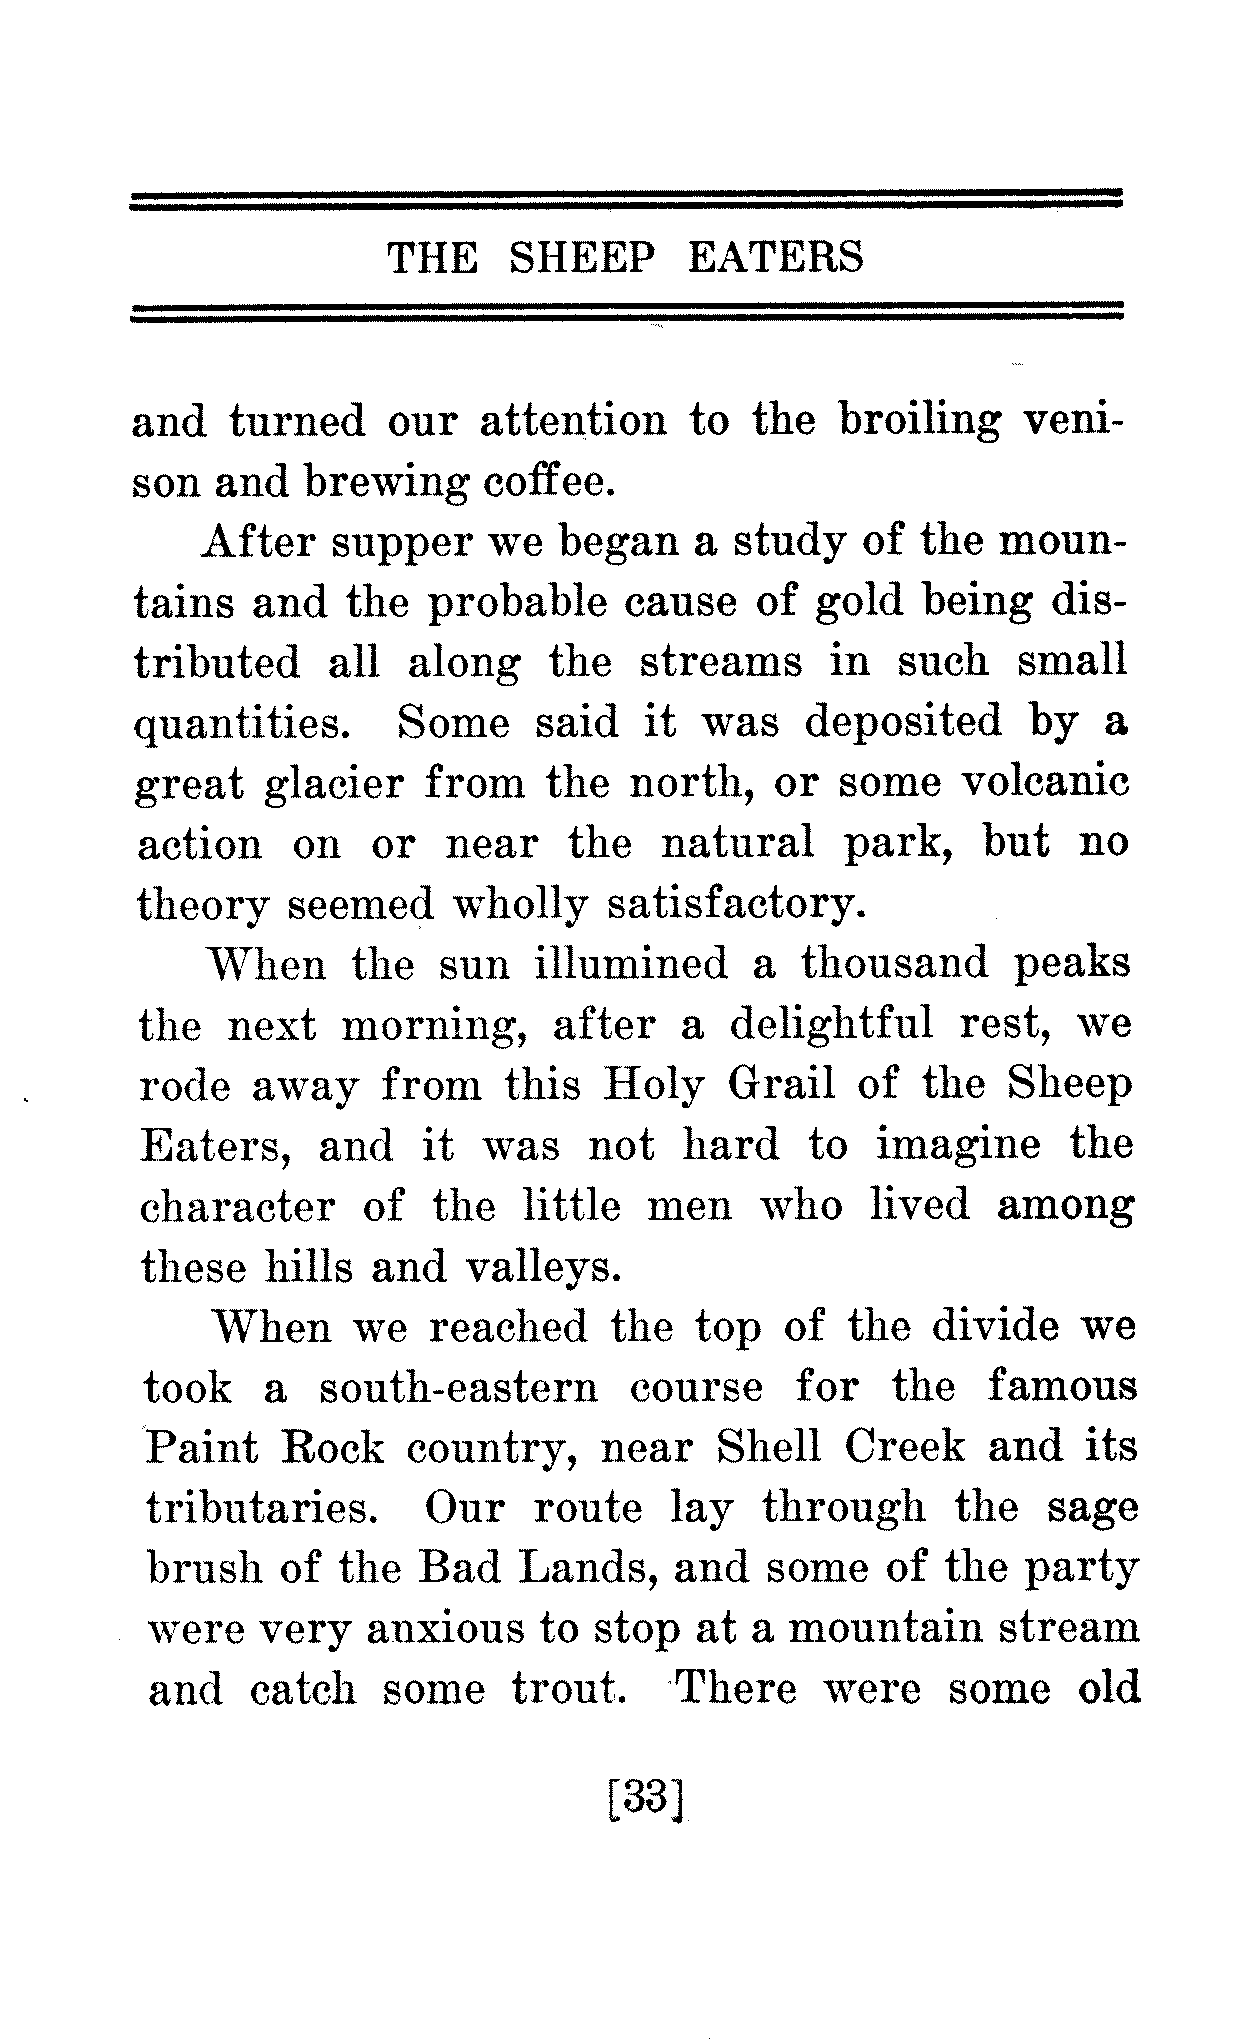 THE SHEEP EATERS
and turned our attention to the broiling veni-
son and brewing coffee.
After supper we began a study of the moun-
tains and the probable cause of gold being dis-
tributed all along the streams in such small
quantities. Some said it was deposited by a
great glacier from the north, or some volcanic
action on or near the natural park, but no
theory seemed wholly satisfactory.
When the sun illumined a thousand peaks
the next morning, after a delightful rest, we
rode away from this Holy Grail of the Sheep
Eaters, and it was not hard to imagine the
character of the little men who lived among
these hills and valleys.
When we reached the top of the divide we
took a south-eastern course for the famous
Paint Rock country, near Shell Creek and its
tributaries. Our route lay through the sage
brush of the Bad Lands, and some of the party
were very anxious to stop at a mountain stream
and catch some trout. There were some old
[33]